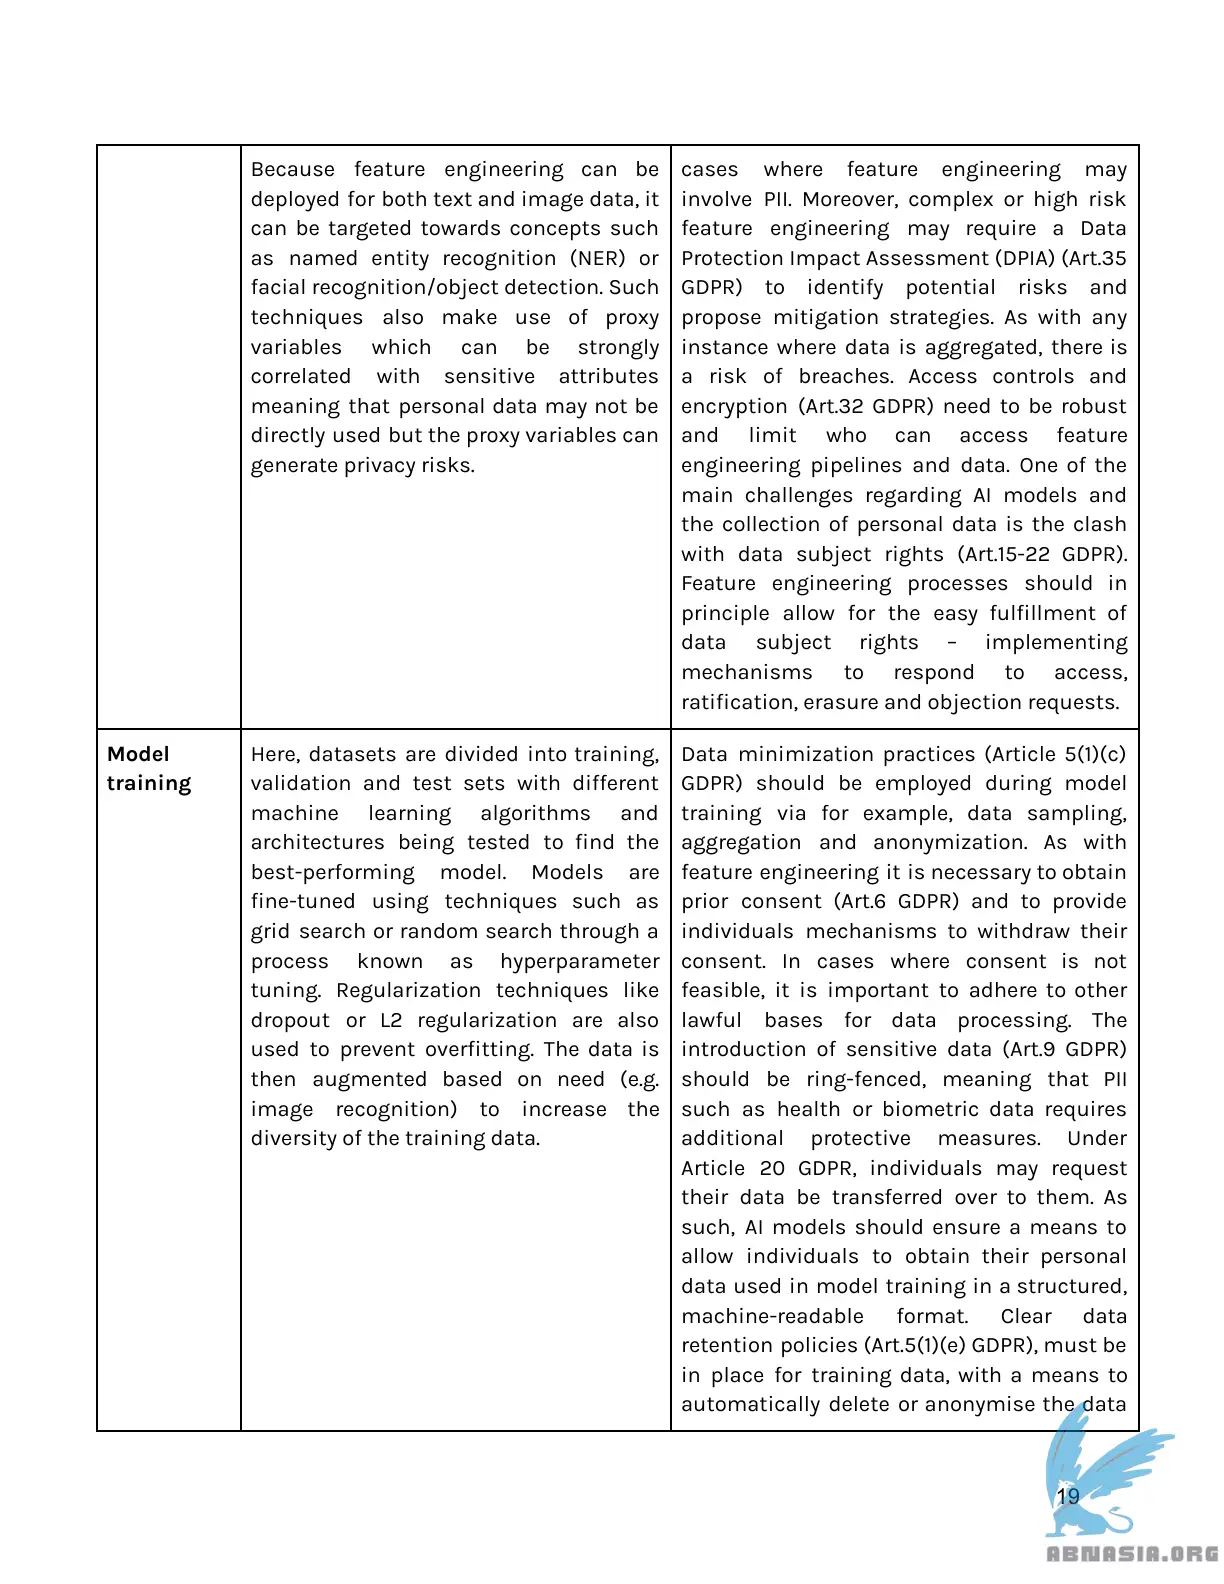 Because feature engineering can be
deployed for both text and image data, it
can be targeted towards concepts such
as named entity recognition (NER) or
facial recognition/object detection. Such
techniques also make use of proxy
variables which can be strongly
correlated with sensitive attributes
meaning that personal data may not be
directly used but the proxy variables can
generate privacy risks.
cases where feature engineering may
involve PII. Moreover, complex or high risk
feature engineering may require a Data
Protection Impact Assessment (DPIA) (Art.35
GDPR) to identify potential risks and
propose mitigation strategies. As with any
instance where data is aggregated, there is
a risk of breaches. Access controls and
encryption (Art.32 GDPR) need to be robust
and limit who can access feature
engineering pipelines and data. One of the
main challenges regarding AI models and
the collection of personal data is the clash
with data subject rights (Art.15-22 GDPR).
Feature engineering processes should in
principle allow for the easy fulfillment of
data subject rights – implementing
mechanisms to respond to access,
ratification, erasure and objection requests.
Model
training
Here, datasets are divided into training,
validation and test sets with different
machine learning algorithms and
architectures being tested to find the
best-performing model. Models are
fine-tuned using techniques such as
grid search or random search through a
process known as hyperparameter
tuning. Regularization techniques like
dropout or L2 regularization are also
used to prevent overfitting. The data is
then augmented based on need (e.g.
image recognition) to increase the
diversity of the training data.
Data minimization practices (Article 5(1)(c)
GDPR) should be employed during model
training via for example, data sampling,
aggregation and anonymization. As with
feature engineering it is necessary to obtain
prior consent (Art.6 GDPR) and to provide
individuals mechanisms to withdraw their
consent. In cases where consent is not
feasible, it is important to adhere to other
lawful bases for data processing. The
introduction of sensitive data (Art.9 GDPR)
should be ring-fenced, meaning that PII
such as health or biometric data requires
additional protective measures. Under
Article 20 GDPR, individuals may request
their data be transferred over to them. As
such, AI models should ensure a means to
allow individuals to obtain their personal
data used in model training in a structured,
machine-readable format. Clear data
retention policies (Art.5(1)(e) GDPR), must be
in place for training data, with a means to
automatically delete or anonymise the data
19
ABNASIA.ORG